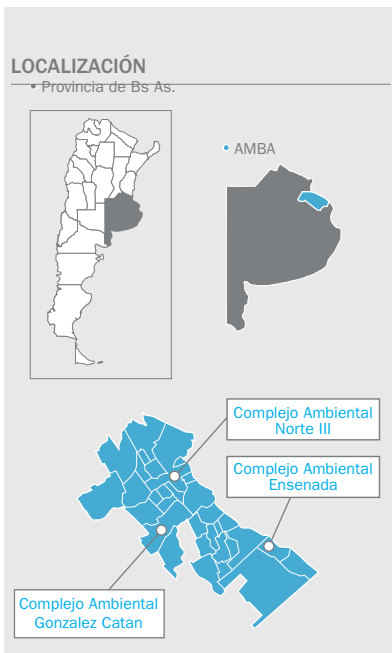 LOCALIZACIÓN
• Provincia de Bs As.
• AMBA
Complejo Ambiental
Norte III
Complejo Ambiental
Ensenada
Complejo Ambiental
Gonzalez Catan